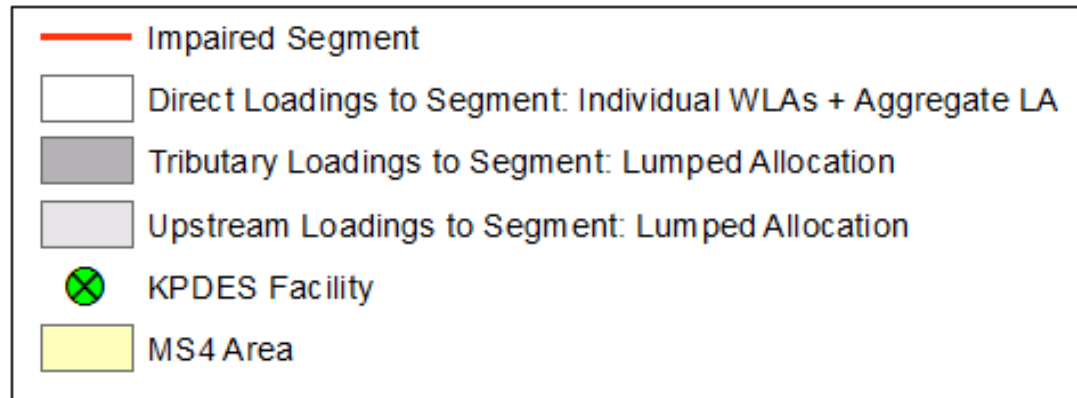 Impaired Segment
Direct Loadings to Segment: Individual WLAs + Aggregate LA
Tributary Loadings to Segment: Lumped Allocation
Upstream Loadings to Segment: Lumped Allocation
KPDES Facility
MS4 Area